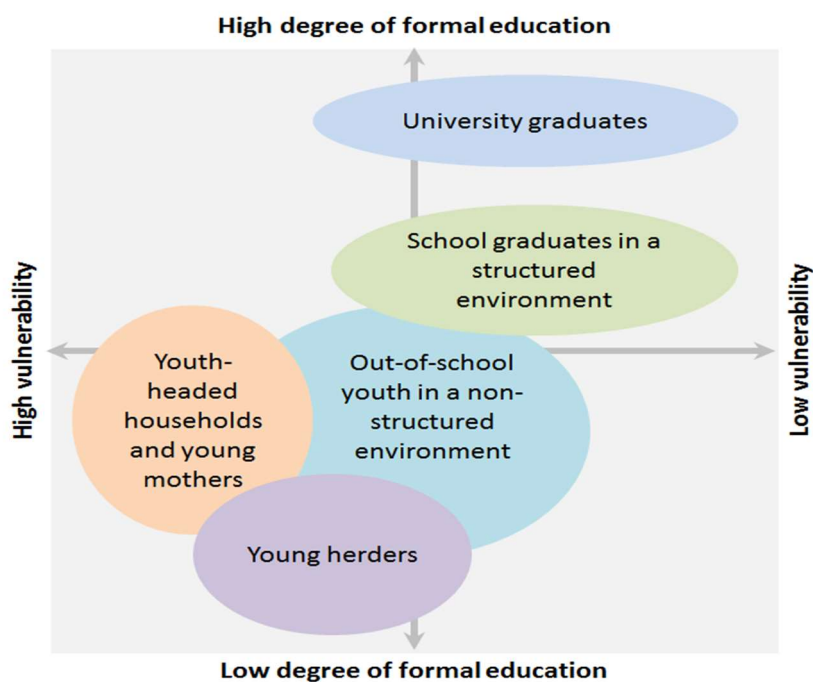 High degree of formal education
University graduates
School graduates in a
structured
environment
High vulnerability
Low vulnerability
Youth-
headed
households
and young
mothers
Out-of-school
youth in a non-
structured
environment
Young herders
Low degree of formal education